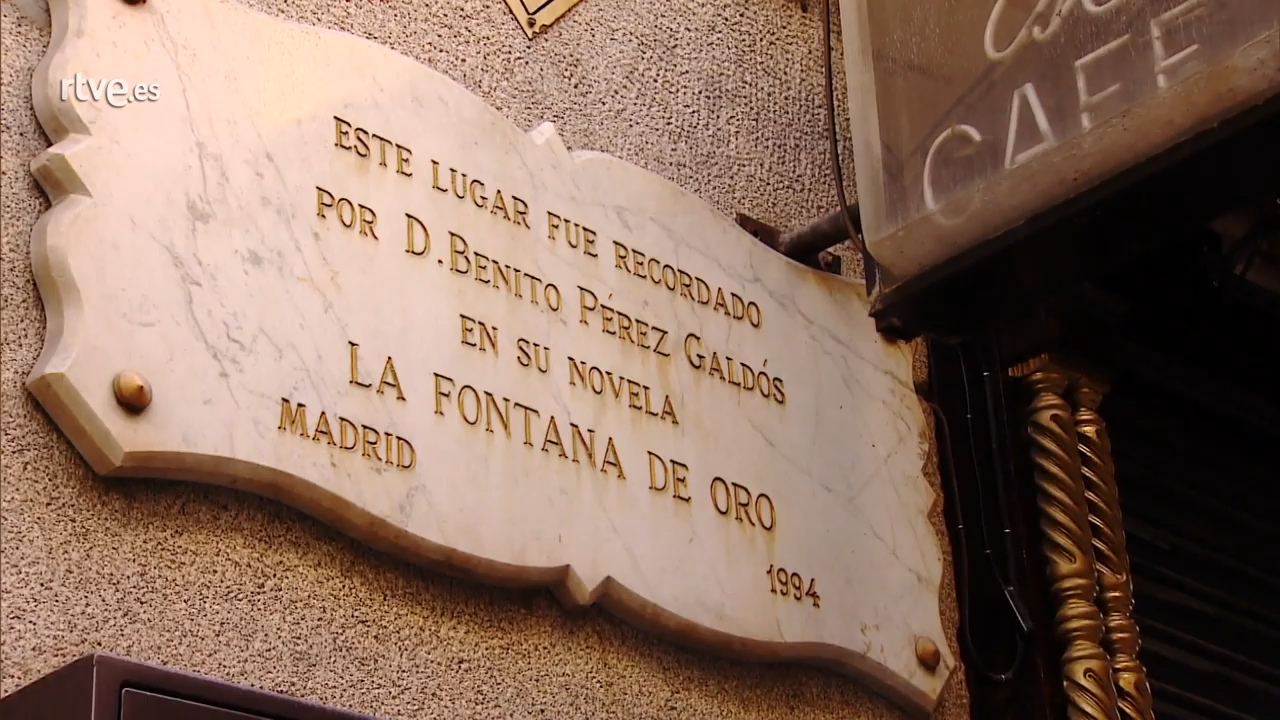 rtve.es
ESTE LUGAR FUE RECORDADO
POR D. BENITO PÉREZ GALDÓS
EN SU NOVELA
LA FONTANA DE ORO
MADRID
1994
CAFE